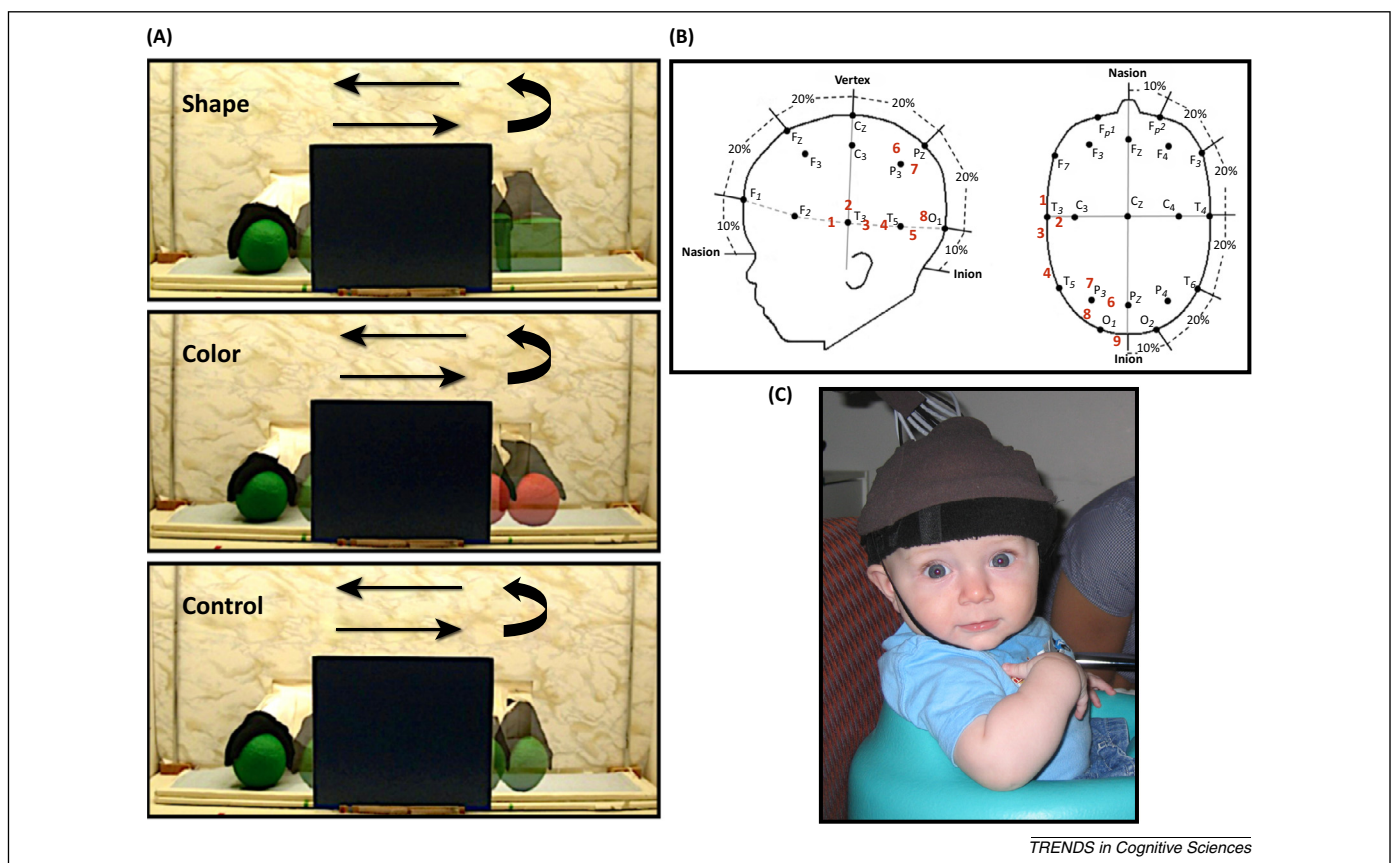 (A)
Shape
Color
Control
(B)
Vertex
20%
20%
20%
20%
10%
10%
Cz
Fz
F3
C3
6
Pz
P3
7
F1
F2
2
1
T3
3
4
T5
5
8
O1
Nasion
Inion
Nasion
10%
20%
20%
20%
20%
10%
Fp1
Fp2
F7
F3
Fz
F4
F3
1
T3
2
C3
Cz
C4
T4
3
4
T5
7
P3
6
Pz
P4
T6
8
O1
O2
9
Inion
(C)
TRENDS in Cognitive Sciences